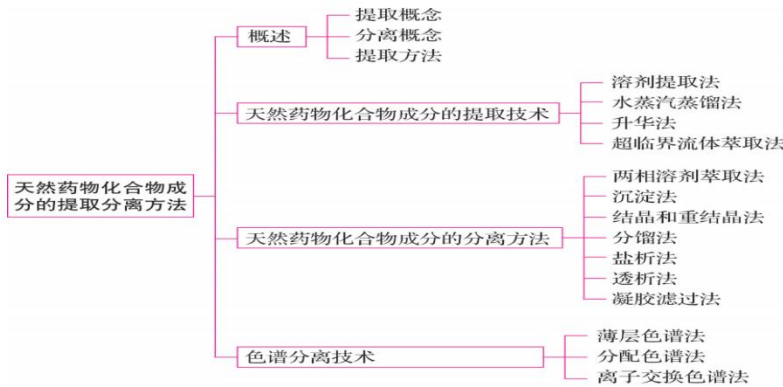 天然药物化合物成
分的提取分离方法
概述
提取概念
分离概念
提取方法
天然药物化合物成分的提取技术
溶剂提取法
水蒸汽蒸馏法
升华法
超临界流体萃取法
天然药物化合物成分的分离方法
两相溶剂萃取法
沉淀法
结晶和重结晶法
分馏法
盐析法
透析法
凝胶滤过法
色谱分离技术
薄层色谱法
分配色谱法
离子交换色谱法